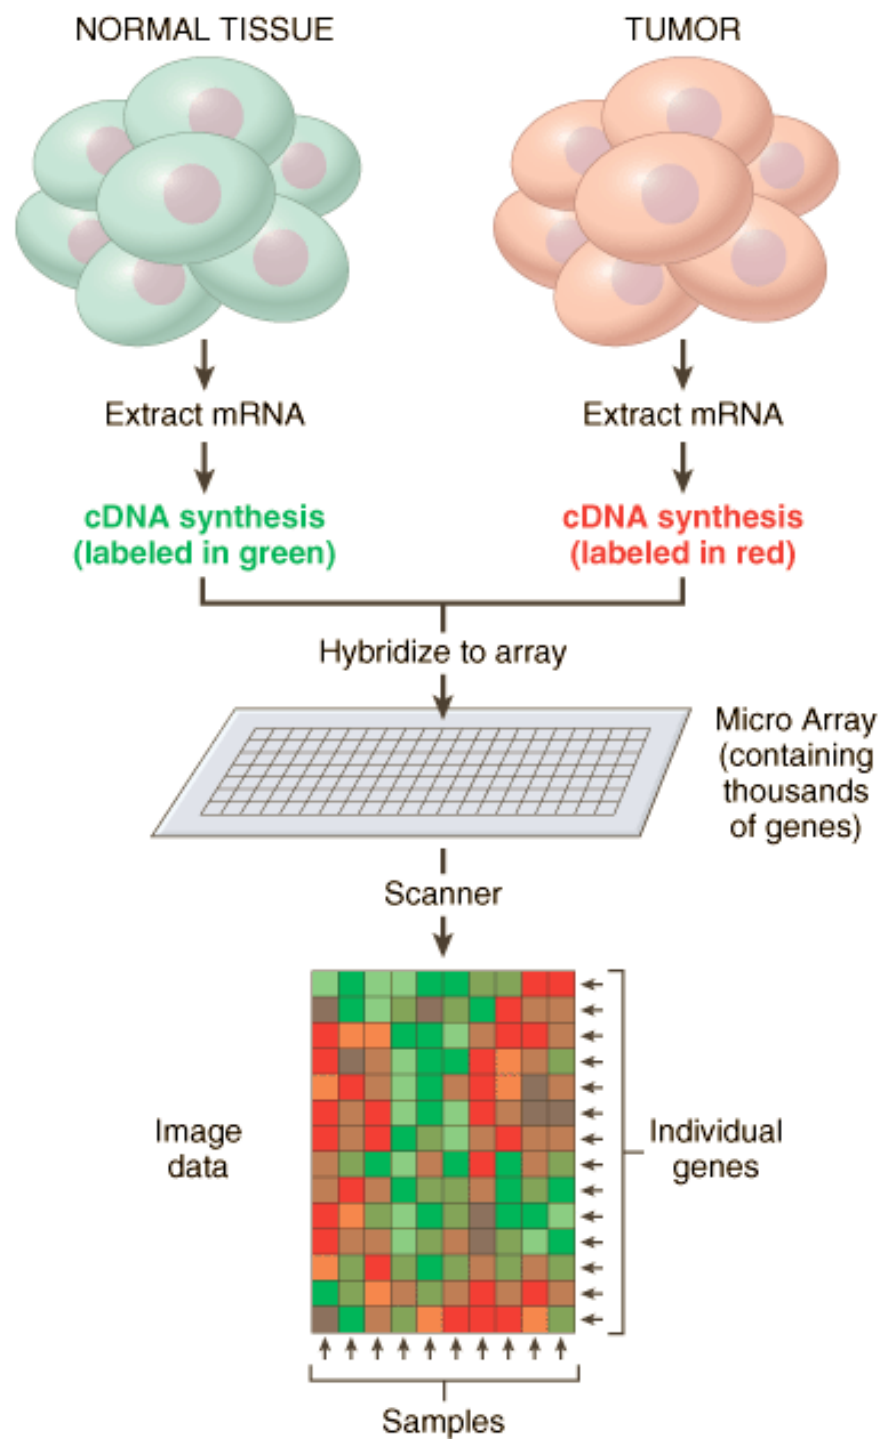 NORMAL TISSUE
TUMOR
Extract mRNA
Extract mRNA
cDNA synthesis
(labeled in green)
cDNA synthesis
(labeled in red)
Hybridize to array
Micro Array
(containing
thousands
of genes)
Scanner
Image
data
Individual
genes
Samples